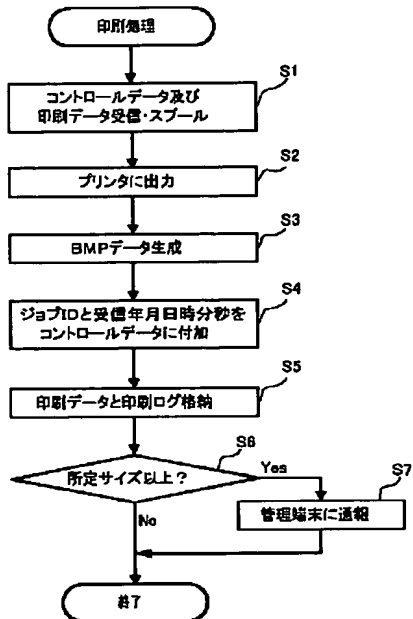 印刷処理
S1
コントロールデータ及び
印刷データ受信・スプール
S2
プリンタに出力
S3
BMPデータ生成
S4
ジョブIDと受信年月日時分秒を
コントロールデータに付加
S5
印刷データと印刷ログ格納
S6
所定サイズ以上？
Yes
S7
管理端末に通報
No
終了